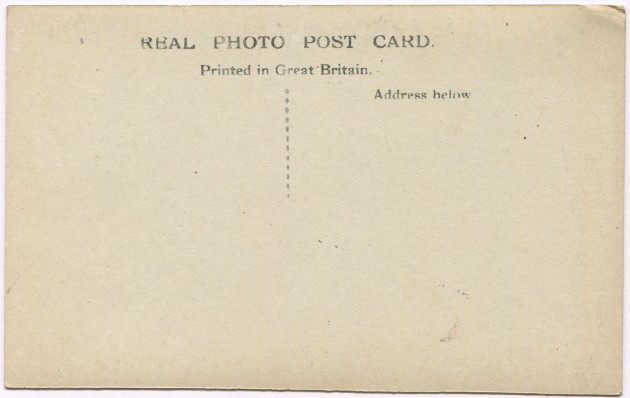 REAL PHOTO POST CARD.
Printed in Great Britain.
Address below